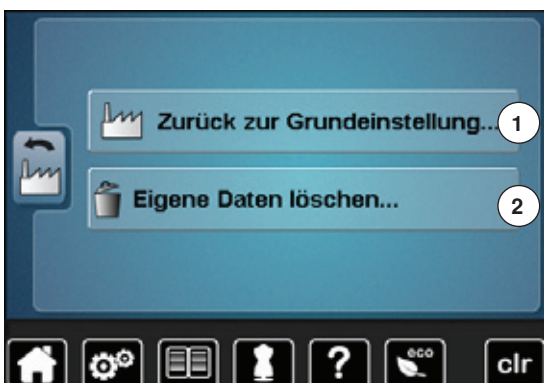 Zurück zur Grundeinstellung... 1
Eigene Daten löschen... 2
? eco clr